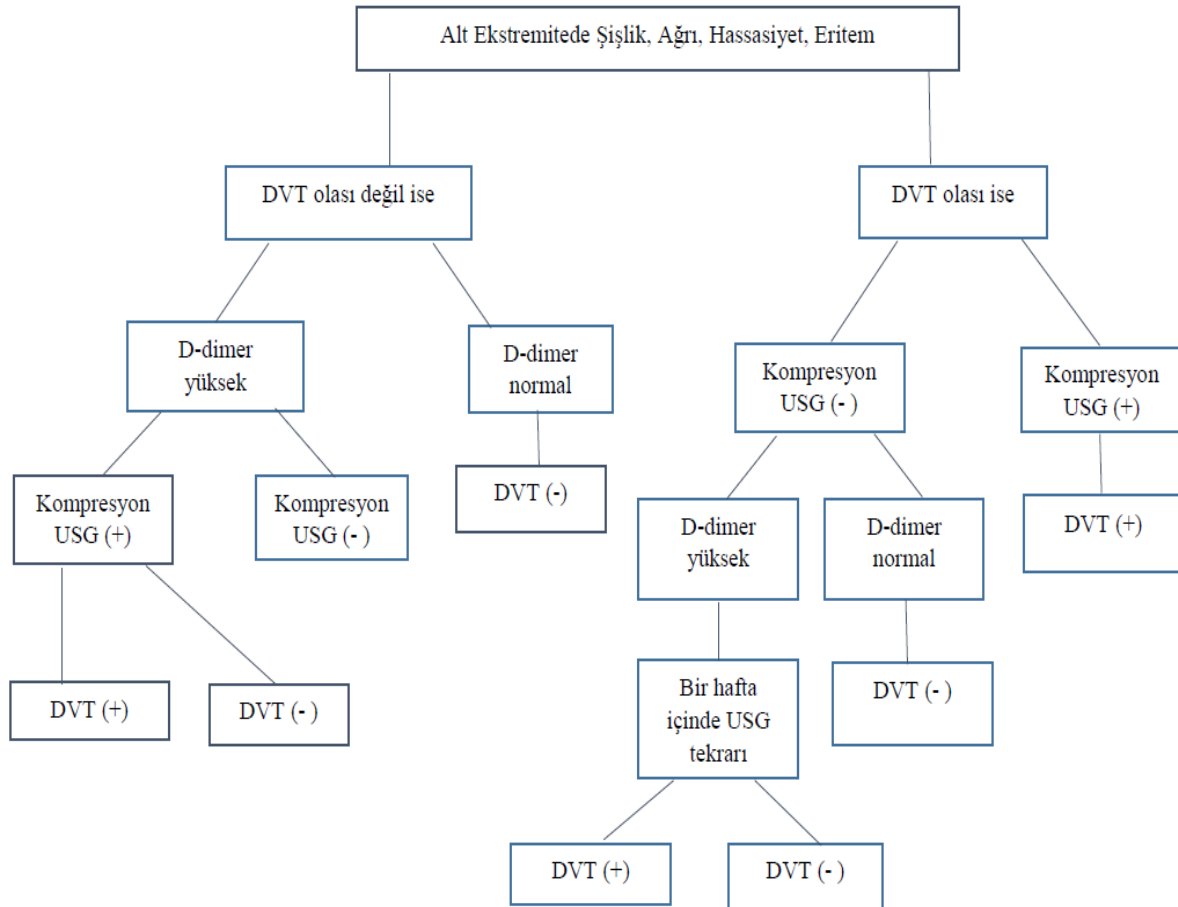 Alt Ekstremitede Şişlik, Ağrı, Hassasiyet, Eritem
DVT olası değil ise
DVT olası ise
D-dimer
yüksek
D-dimer
normal
Kompresyon
USG (- )
Kompresyon
USG (+)
Kompresyon
USG (+)
Kompresyon
USG (- )
DVT (-)
D-dimer
yüksek
D-dimer
normal
DVT (+)
DVT (+)
DVT (- )
Bir hafta
içinde USG
tekrarı
DVT (- )
DVT (+)
DVT (- )